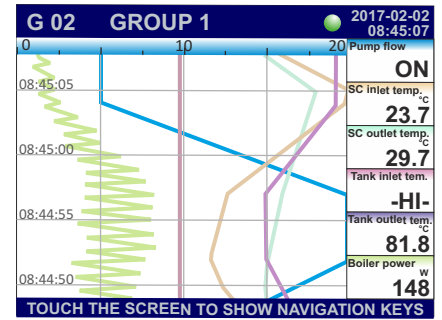 G 02 GROUP 1 2017-02-02
08:45:07
0 10 20
Pump flow
ON
08:45:05
SC inlet temp.
°C
23.7
SC outlet temp.
°C
29.7
08:45:00
Tank inlet tem.
-HI-
08:44:55
Tank outlet tem.
°C
81.8
Boiler power
W
08:44:50
148
TOUCH THE SCREEN TO SHOW NAVIGATION KEYS